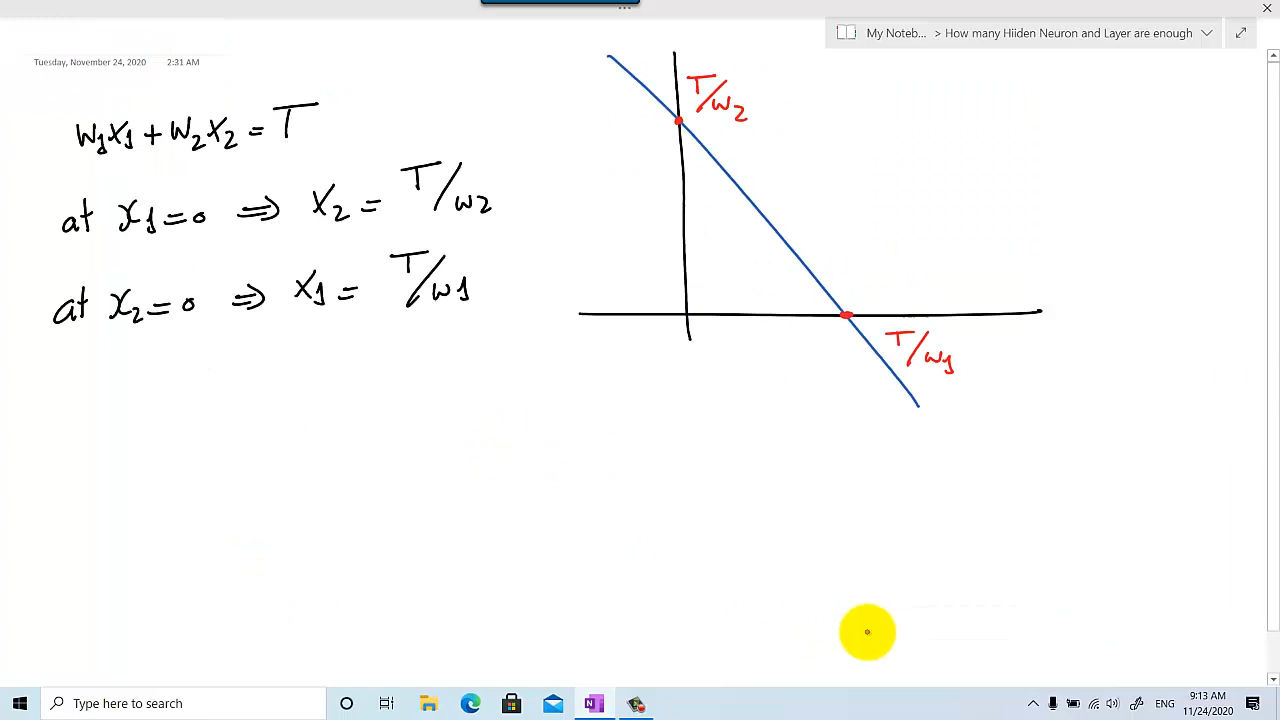 My Noteb... > How many Hiiden Neuron and Layer are enough
Tuesday, November 24, 2020 2:31 AM
w1x1 + w2x2 = T
at x1 = 0 ⇒ x2 = T/w2
at x2 = 0 ⇒ x1 = T/w1
T/w2
T/w1
Type here to search
ENG
9:13 AM
11/24/2020